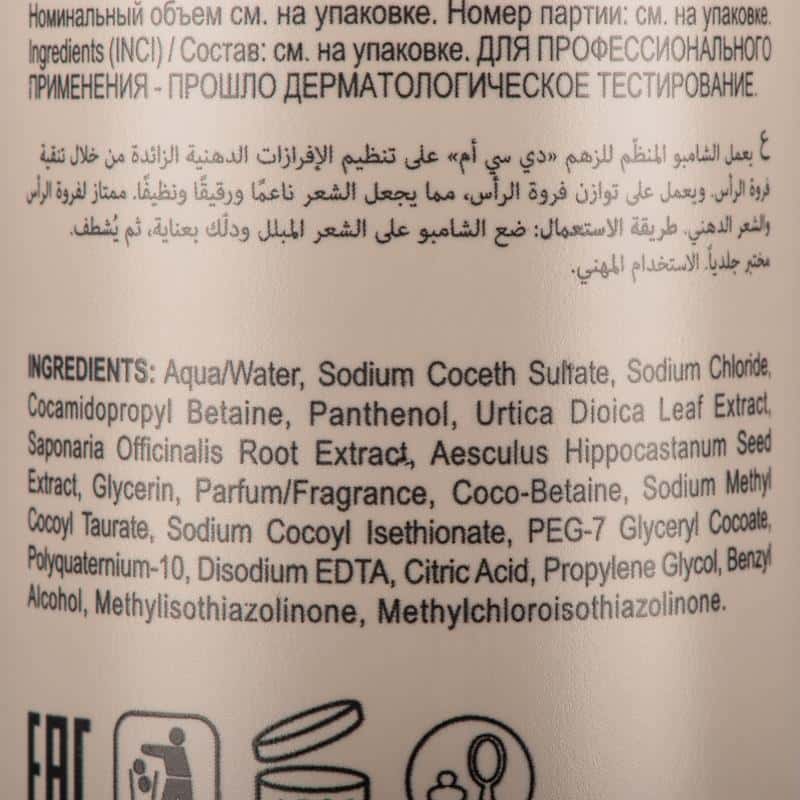 Номинальный объем см. на упаковке. Номер партии: см. на упаковке.
Ingredients (INCI) / Состав: см. на упаковке. ДЛЯ ПРОФЕССИОНАЛЬНОГО
ПРИМЕНЕНИЯ - ПРОШЛО ДЕРМАТОЛОГИЧЕСКОЕ ТЕСТИРОВАНИЕ.
ع يعمل الشامبو المنظّم للزهم «دي سي أم» على تنظيم الإفرازات الدهنية الزائدة من خلال تنقية
فروة الرأس. ويعمل على توازن فروة الرأس، مما يجعل الشعر ناعمًا ورقيقًا ونظيفًا. ممتاز لفروة الرأس
والشعر الدهني. طريقة الاستعمال: ضع الشامبو على الشعر المبلل ودلّك بعناية، ثم يُشطف.
مختبر جلدياً. الاستخدام المهني.
INGREDIENTS: Aqua/Water, Sodium Coceth Sulfate, Sodium Chloride,
Cocamidopropyl Betaine, Panthenol, Urtica Dioica Leaf Extract,
Saponaria Officinalis Root Extract, Aesculus Hippocastanum Seed
Extract, Glycerin, Parfum/Fragrance, Coco-Betaine, Sodium Methyl
Cocoyl Taurate, Sodium Cocoyl Isethionate, PEG-7 Glyceryl Cocoate,
Polyquaternium-10, Disodium EDTA, Citric Acid, Propylene Glycol, Benzyl
Alcohol, Methylisothiazolinone, Methylchloroisothiazolinone.
EAC